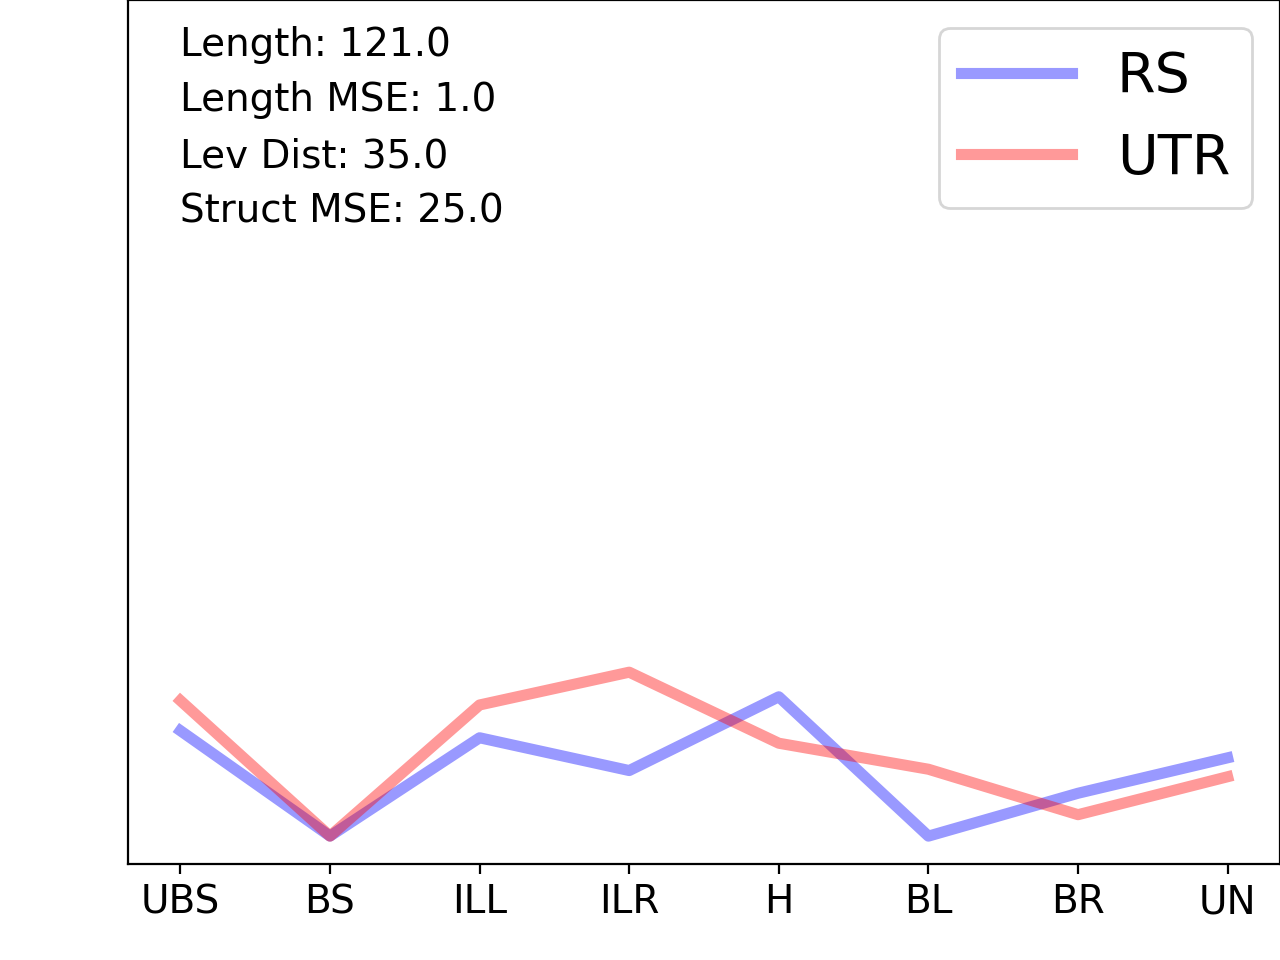 Length: 121.0
Length MSE: 1.0
Lev Dist: 35.0
Struct MSE: 25.0
RS
UTR
UBS BS ILL ILR H BL BR UN